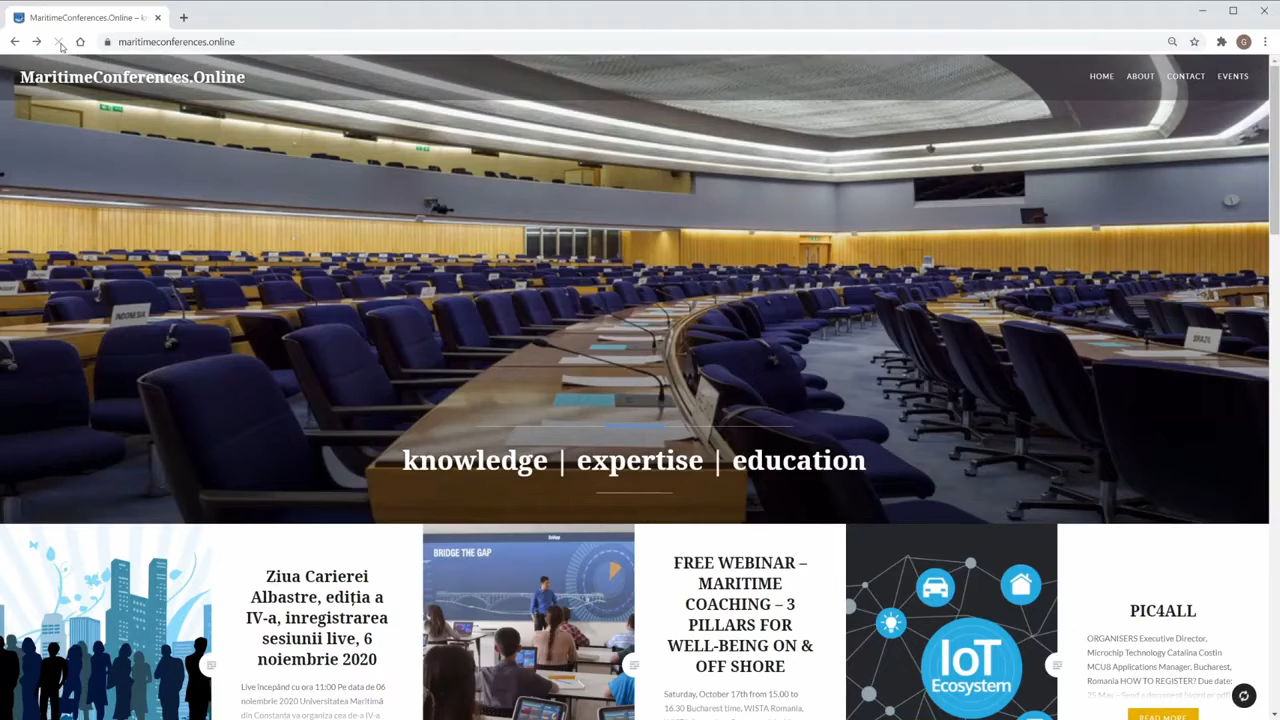 MaritimeConferences.Online – k
maritimeconferences.online
G
MaritimeConferences.Online
HOME ABOUT CONTACT EVENTS
INDONESIA
BRAZIL
knowledge | expertise | education
Ziua Carierei
Albastre, ediția a
IV-a, inregistrarea
sesiunii live, 6
noiembrie 2020
Live începând cu ora 11:00 Pe data de 06
noiembrie 2020 Universitatea Maritimă
din Constanța va organiza cea de-a IV-a
BRIDGE THE GAP
FREE WEBINAR –
MARITIME
COACHING – 3
PILLARS FOR
WELL-BEING ON &
OFF SHORE
Saturday, October 17th from 15.00 to
16.30 Bucharest time, WISTA Romania,
IoT
Ecosystem
PIC4ALL
ORGANISERS Executive Director,
Microchip Technology Catalina Costin
MCU8 Applications Manager, Bucharest,
Romania HOW TO REGISTER? Due date:
25 May – Send a document (word or pdf)
READ MORE